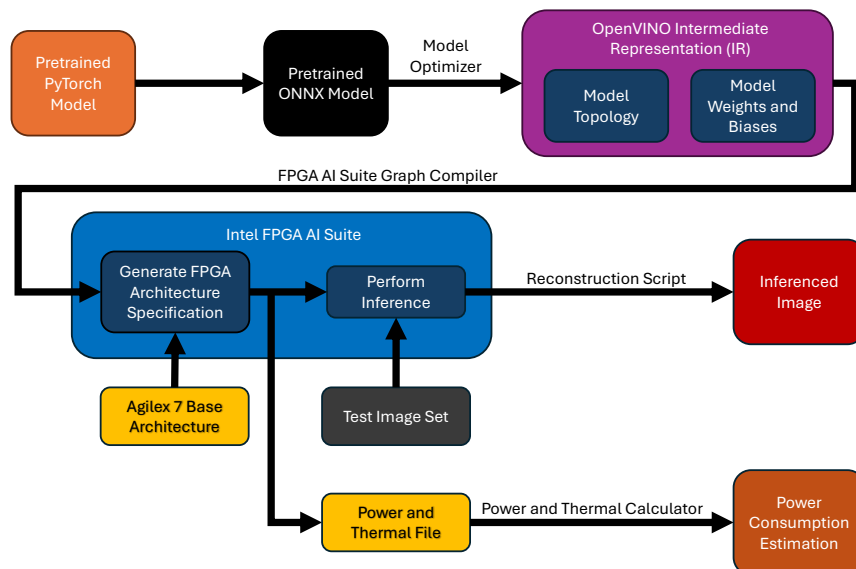 Pretrained
PyTorch
Model
Pretrained
ONNX Model
Model
Optimizer
OpenVINO Intermediate
Representation (IR)
Model
Topology
Model
Weights and
Biases
FPGA AI Suite Graph Compiler
Intel FPGA AI Suite
Generate FPGA
Architecture
Specification
Perform
Inference
Reconstruction Script
Inferenced
Image
Agilex 7 Base
Architecture
Test Image Set
Power and
Thermal File
Power and Thermal Calculator
Power
Consumption
Estimation